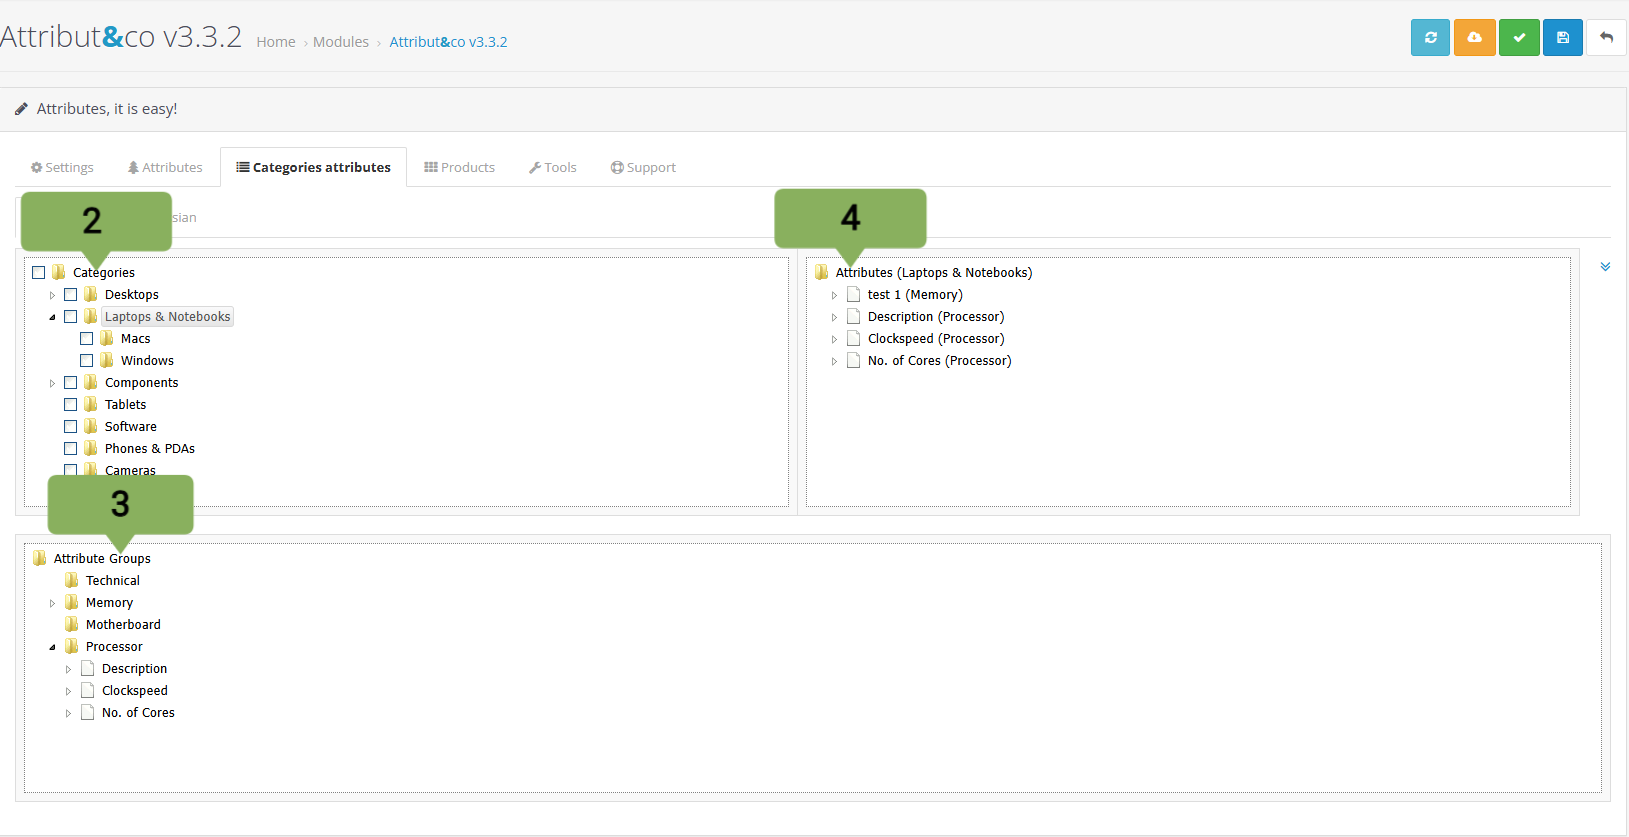 Attribut&co v3.3.2 Home › Modules › Attribut&co v3.3.2
Attributes, it is easy!
Settings Attributes Categories attributes Products Tools Support
2
4
Categories
Desktops
Laptops & Notebooks
Macs
Windows
Components
Tablets
Software
Phones & PDAs
Cameras
Attributes (Laptops & Notebooks)
test 1 (Memory)
Description (Processor)
Clockspeed (Processor)
No. of Cores (Processor)
3
Attribute Groups
Technical
Memory
Motherboard
Processor
Description
Clockspeed
No. of Cores